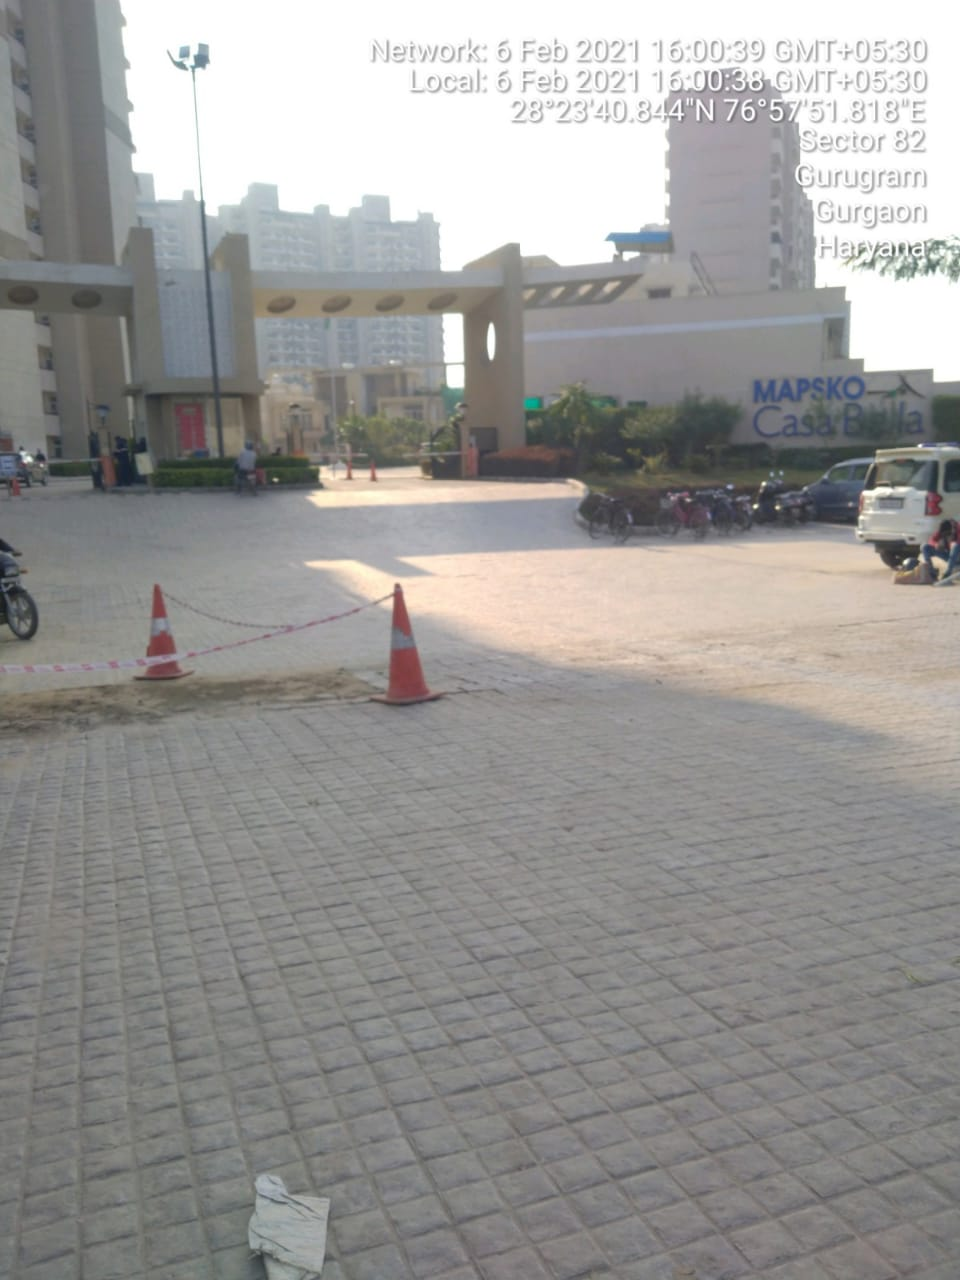 Network: 6 Feb 2021 16:00:39 GMT+05:30
Local: 6 Feb 2021 16:00:38 GMT+05:30
28°23'40.844"N 76°57'51.818"E
Sector 82
Gurugram
Gurgaon
Haryana
MAPSKO
Casa Bella